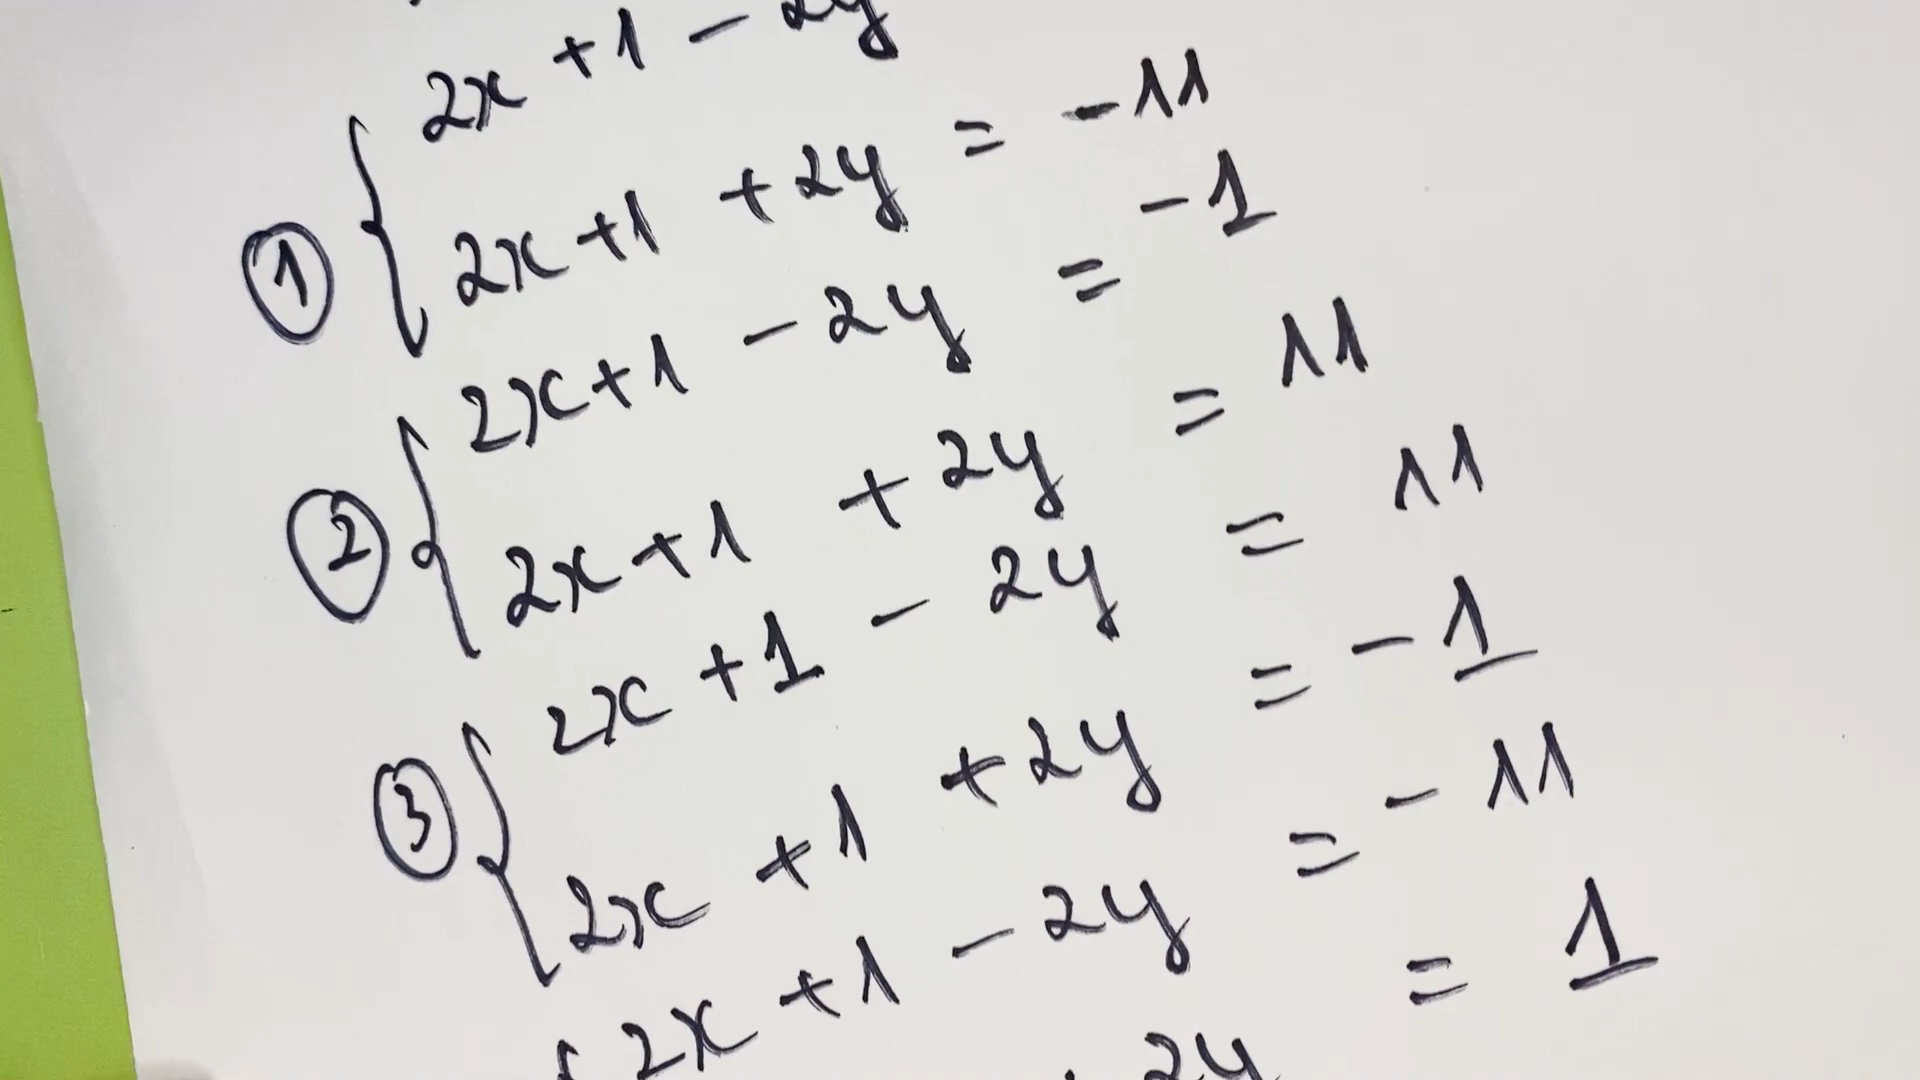 ① { 2x + 1 - 2y
2x + 1 + 2y = -11
② { 2x + 1 - 2y = -1
2x + 1 + 2y = 11
③ { 2x + 1 - 2y = 11
2x + 1 + 2y = -1
{ 2x + 1 - 2y = -11
+ 2y = 1